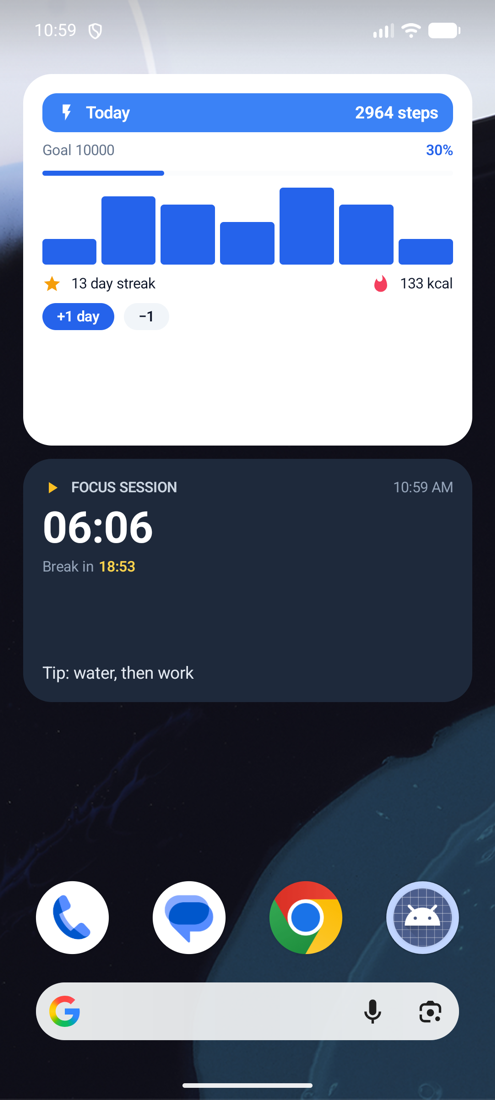 10:59
Today 2964 steps
Goal 10000 30%
13 day streak 133 kcal
+1 day −1
FOCUS SESSION 10:59 AM
06:06
Break in 18:53
Tip: water, then work